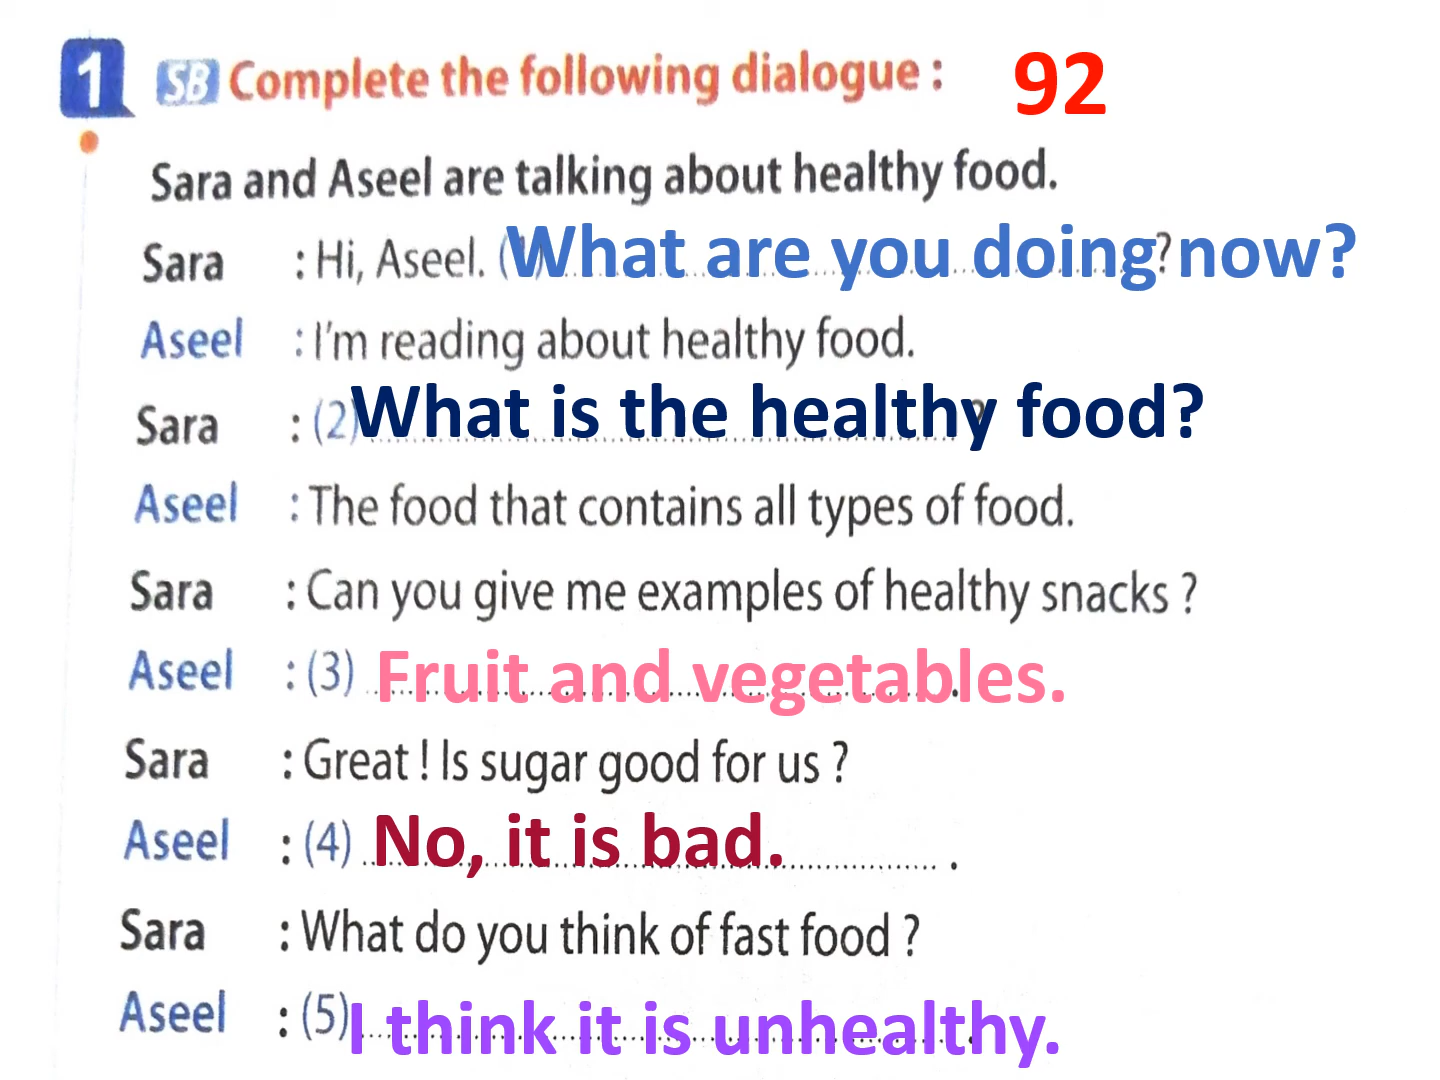 1 SB Complete the following dialogue : 92
Sara and Aseel are talking about healthy food.
Sara : Hi, Aseel. (1) What are you doing now? ?
Aseel : I'm reading about healthy food.
Sara : (2) What is the healthy food? ?
Aseel : The food that contains all types of food.
Sara : Can you give me examples of healthy snacks ?
Aseel : (3) Fruit and vegetables. .
Sara : Great ! Is sugar good for us ?
Aseel : (4) No, it is bad. .
Sara : What do you think of fast food ?
Aseel : (5) I think it is unhealthy. .